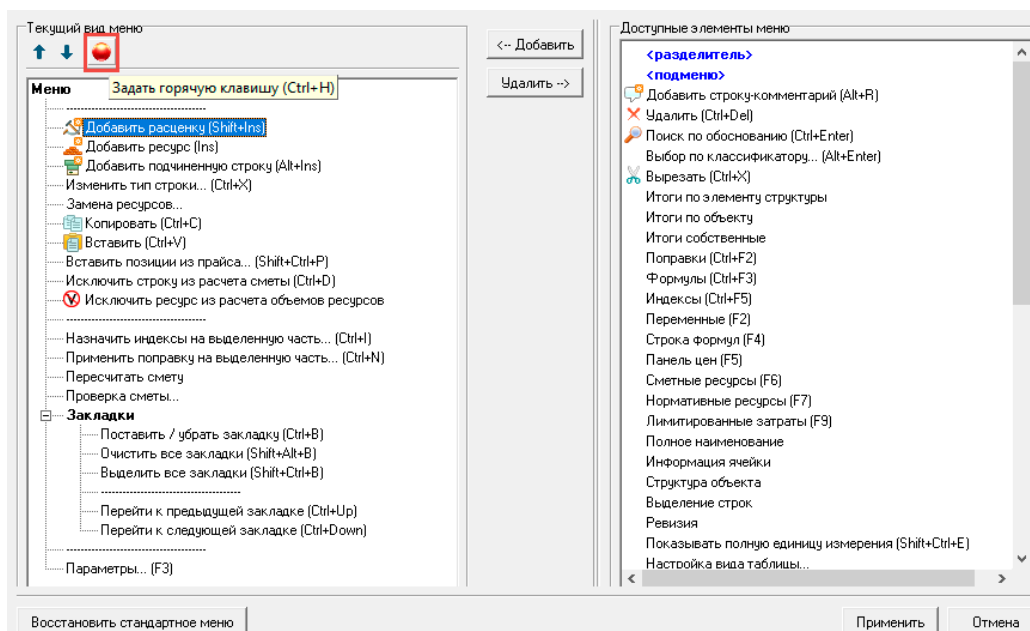 Текущий вид меню
Задать горячую клавишу (Ctrl+H)
Меню
Добавить расценку (Shift+Ins)
Добавить ресурс (Ins)
Добавить подчиненную строку (Alt+Ins)
Изменить тип строки... (Ctrl+X)
Замена ресурсов...
Копировать (Ctrl+C)
Вставить (Ctrl+V)
Вставить позиции из прайса... (Shift+Ctrl+P)
Исключить строку из расчета сметы (Ctrl+D)
Исключить ресурс из расчета объемов ресурсов
Назначить индексы на выделенную часть... (Ctrl+I)
Применить поправку на выделенную часть... (Ctrl+N)
Пересчитать смету
Проверка сметы...
Закладки
Поставить / убрать закладку (Ctrl+B)
Очистить все закладки (Shift+Alt+B)
Выделить все закладки (Shift+Ctrl+B)
Перейти к предыдущей закладке (Ctrl+Up)
Перейти к следующей закладке (Ctrl+Down)
Параметры... (F3)
<-- Добавить
Удалить -->
Доступные элементы меню
<разделитель>
<подменю>
Добавить строку-комментарий (Alt+R)
Удалить (Ctrl+Del)
Поиск по обоснованию (Ctrl+Enter)
Выбор по классификатору... (Alt+Enter)
Вырезать (Ctrl+X)
Итоги по элементу структуры
Итоги по объекту
Итоги собственные
Поправки (Ctrl+F2)
Формулы (Ctrl+F3)
Индексы (Ctrl+F5)
Переменные (F2)
Строка формул (F4)
Панель цен (F5)
Сметные ресурсы (F6)
Нормативные ресурсы (F7)
Лимитированные затраты (F9)
Полное наименование
Информация ячейки
Структура объекта
Выделение строк
Ревизия
Показывать полную единицу измерения (Shift+Ctrl+E)
Настройка вида таблицы...
Восстановить стандартное меню
Применить
Отмена